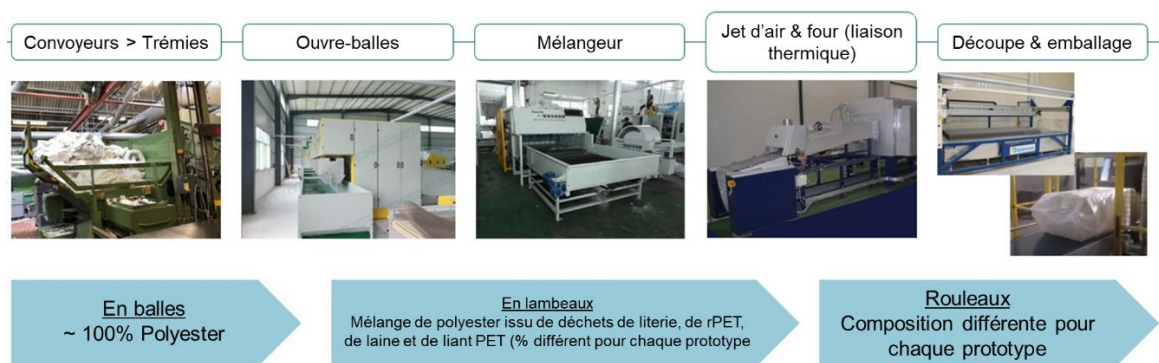 Convoyeurs > Trémies
Ouvre-balles
Mélangeur
Jet d’air & four (liaison
thermique)
Découpe & emballage
En balles
~ 100% Polyester
En lambeaux
Mélange de polyester issu de déchets de literie, de rPET,
de laine et de liant PET (% différent pour chaque prototype
Rouleaux
Composition différente pour
chaque prototype